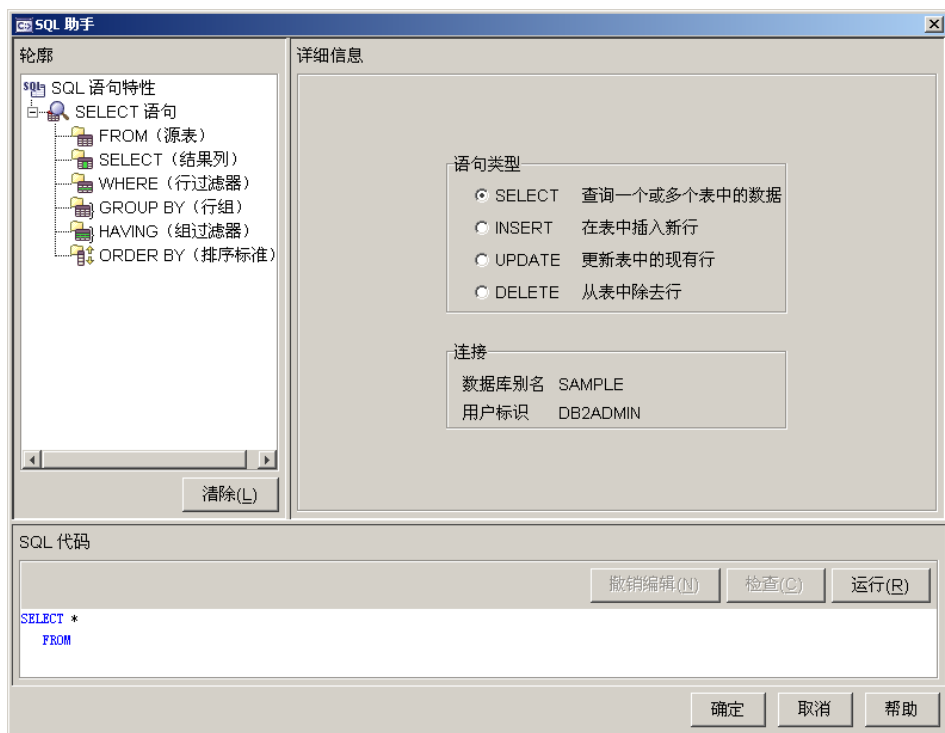 SQL 助手
轮廓
SQL 语句特性
SELECT 语句
FROM（源表）
SELECT（结果列）
WHERE（行过滤器）
GROUP BY（行组）
HAVING（组过滤器）
ORDER BY（排序标准）
清除(L)
详细信息
语句类型
SELECT 查询一个或多个表中的数据
INSERT 在表中插入新行
UPDATE 更新表中的现有行
DELETE 从表中除去行
连接
数据库别名 SAMPLE
用户标识 DB2ADMIN
SQL 代码
撤销编辑(N) 检查(C) 运行(R)
SELECT *
FROM
确定 取消 帮助